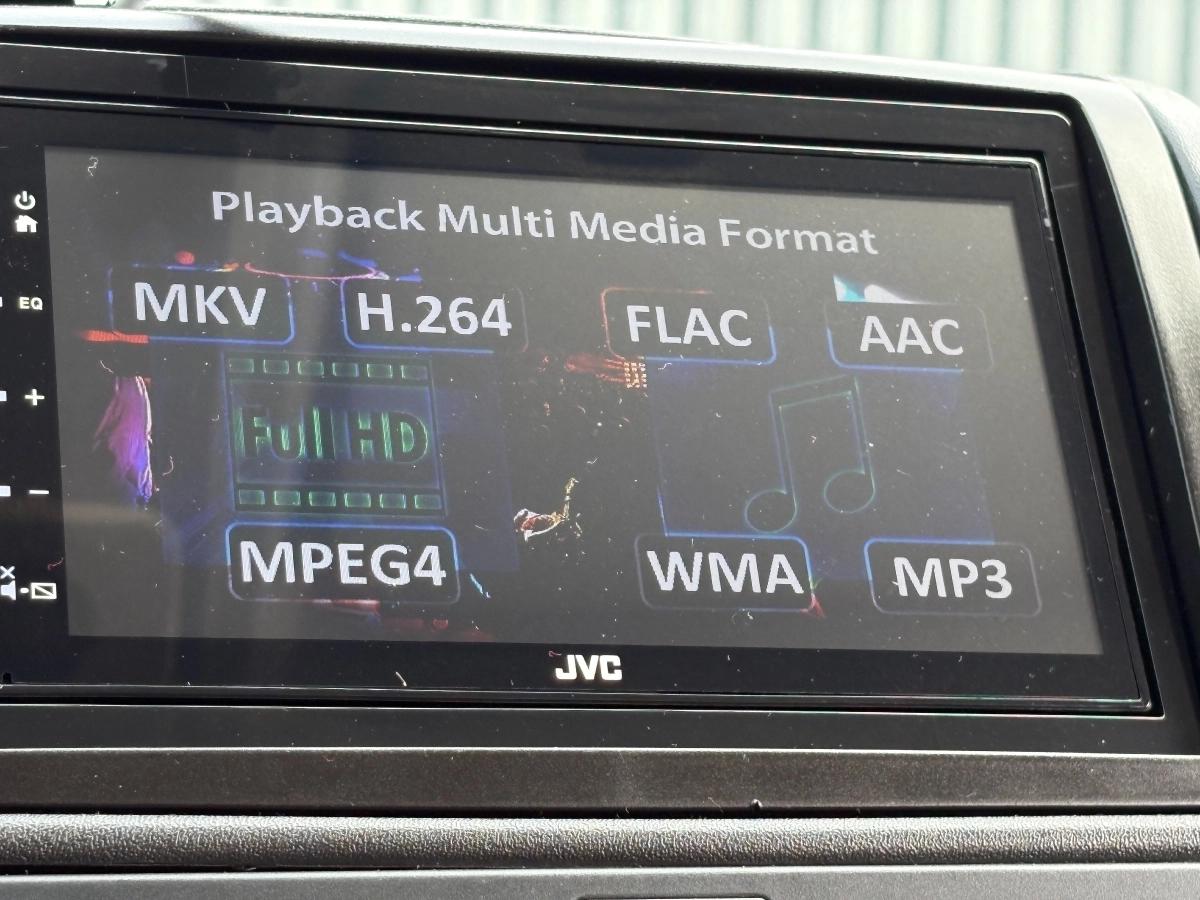 Playback Multi Media Format
MKV H.264 FLAC AAC
EQ
+
Full HD
−
MPEG4 WMA MP3
JVC